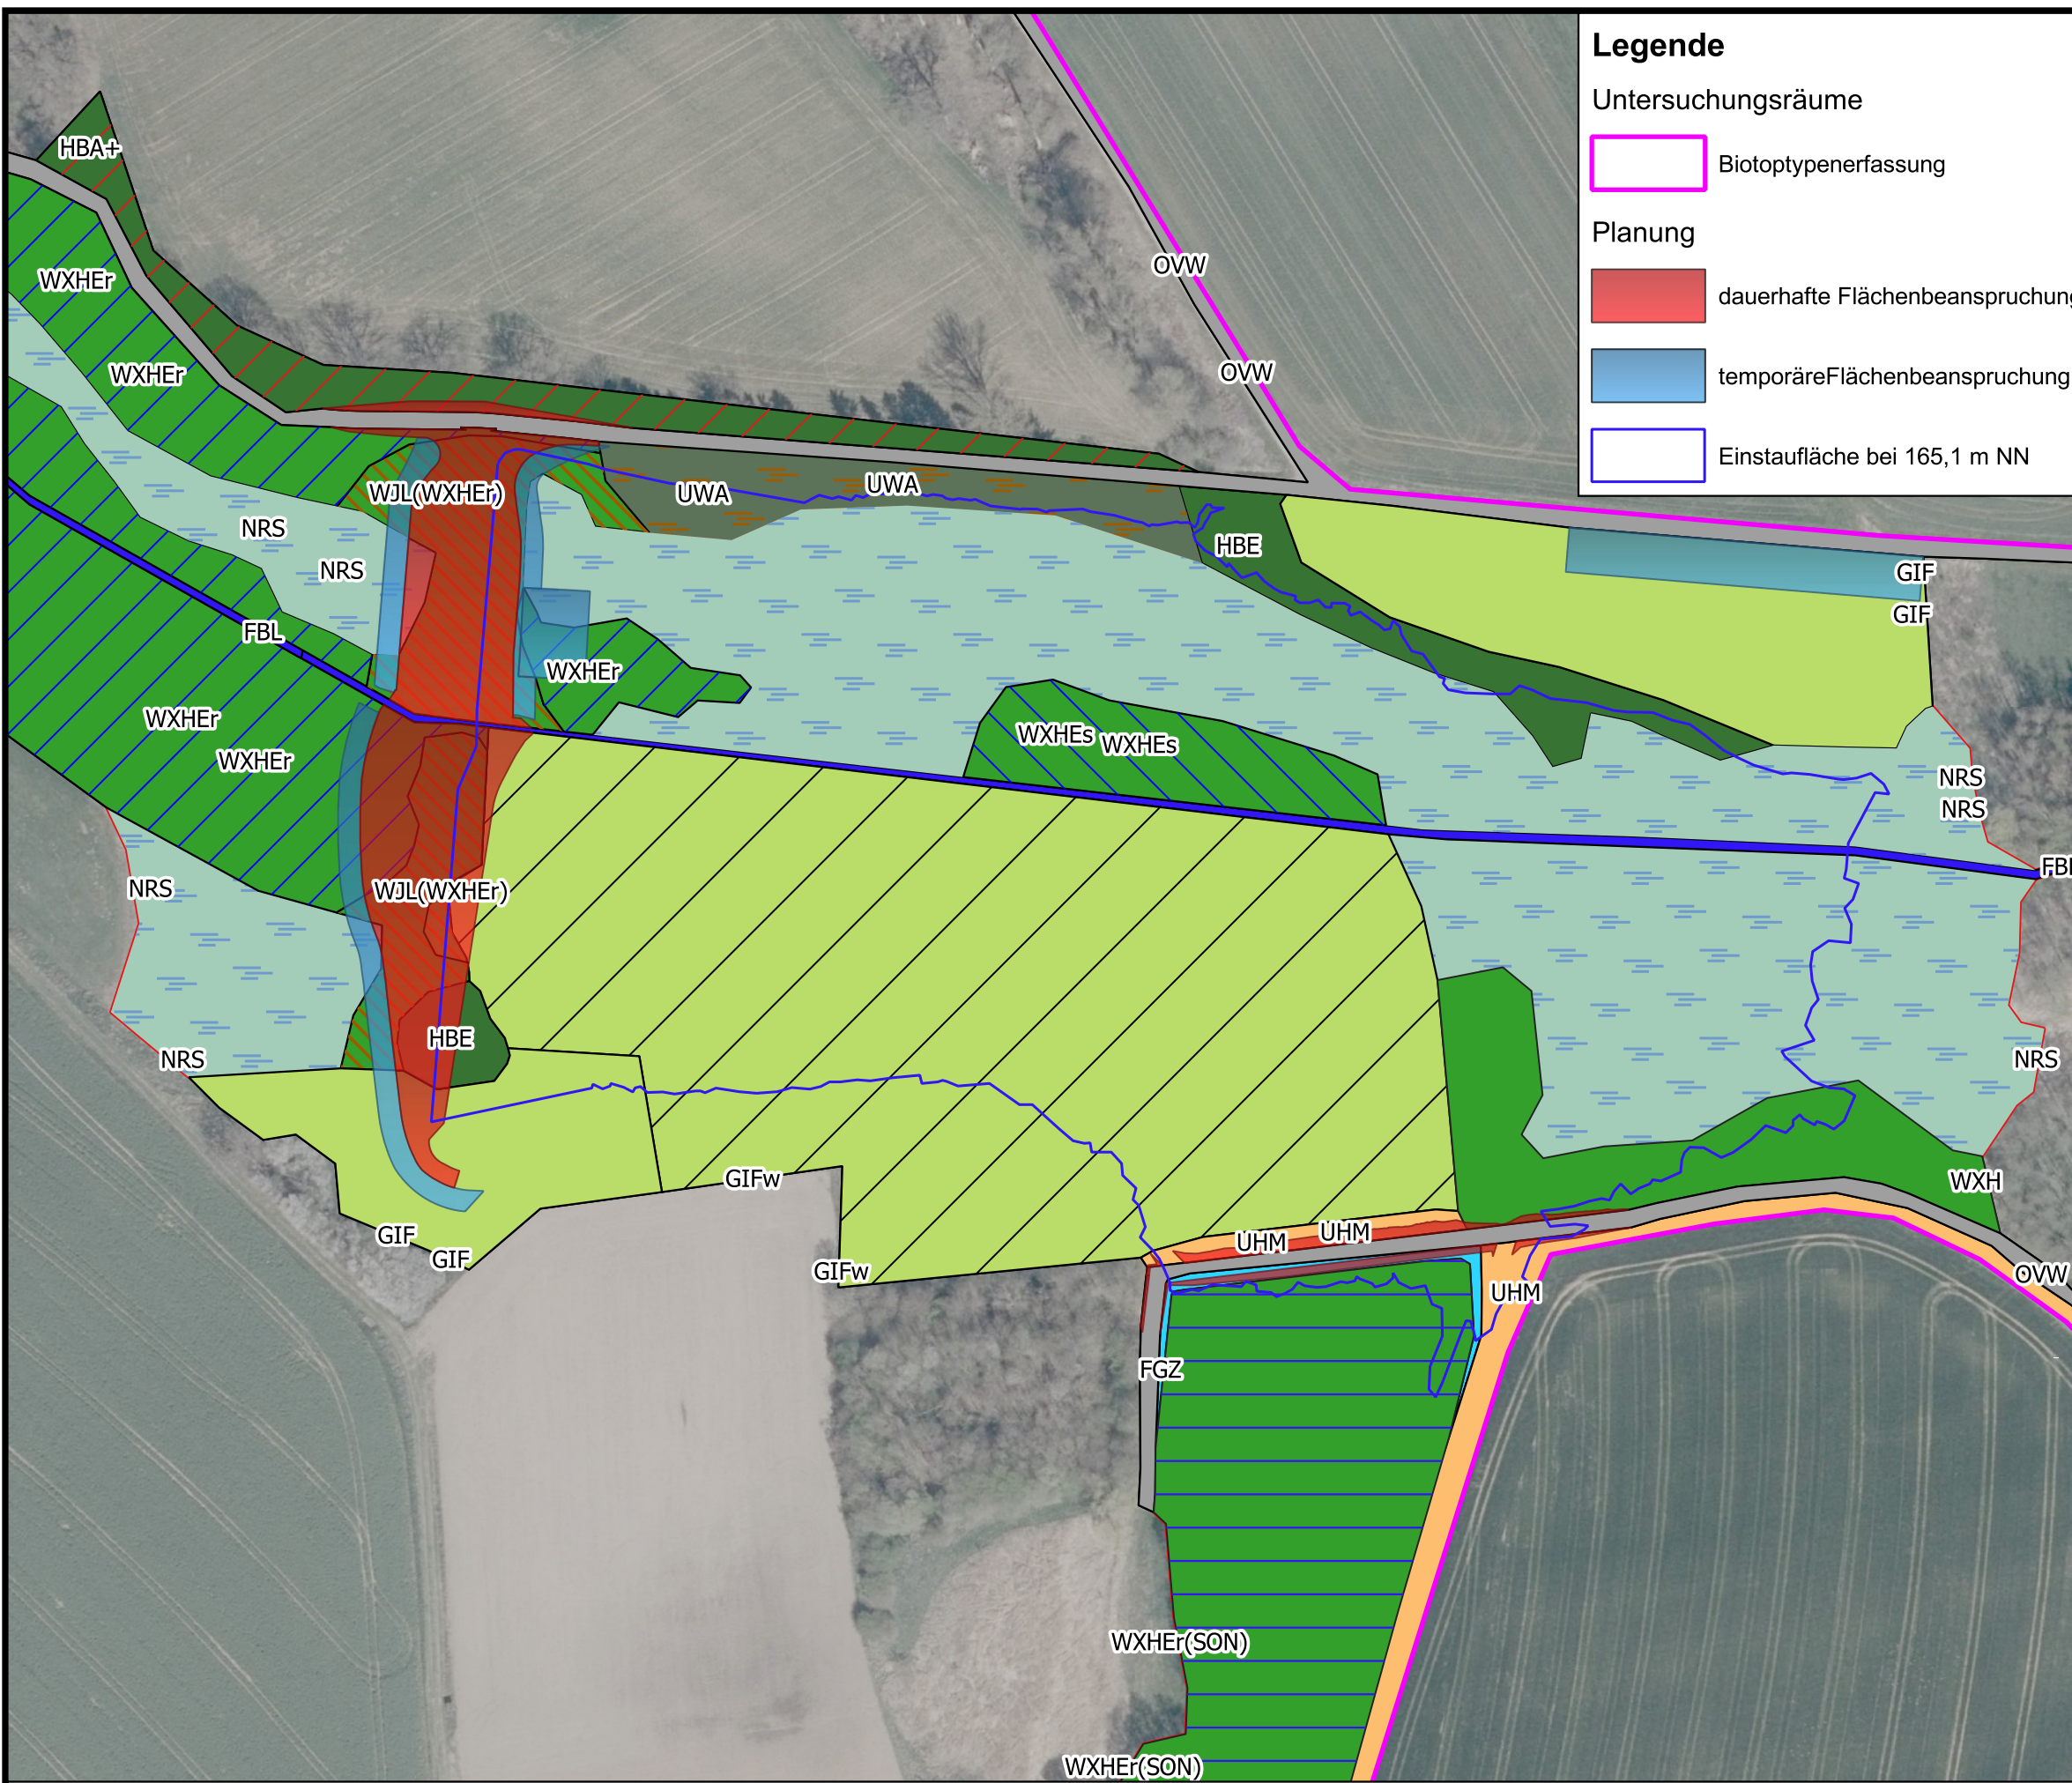 Legende
Untersuchungsräume
Biotoptypenerfassung
Planung
dauerhafte Flächenbeanspruchung
temporäreFlächenbeanspruchung
Einstaufläche bei 165,1 m NN
HBA+
OVW
WXHEr
WXHEr
OVW
WJL(WXHEr)
UWA
UWA
NRS
HBE
NRS
GIF
GIF
FBL
WXHEr
WXHEr
WXHEs
WXHEs
WXHEr
NRS
NRS
FBL
NRS
WJL(WXHEr)
HBE
NRS
NRS
GIFw
WXH
GIF
UHM
UHM
GIF
GIFw
OVW
UHM
FGZ
WXHEr(SON)
WXHEr(SON)